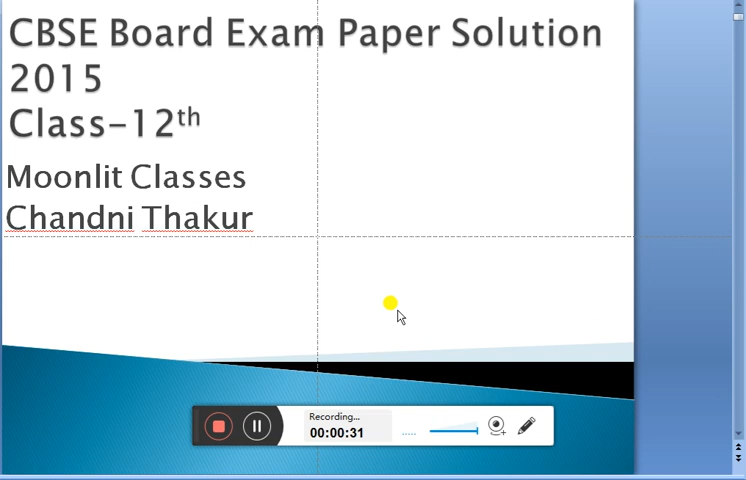 CBSE Board Exam Paper Solution
2015
Class-12th
Moonlit Classes
Chandni Thakur
Recording...
00:00:31